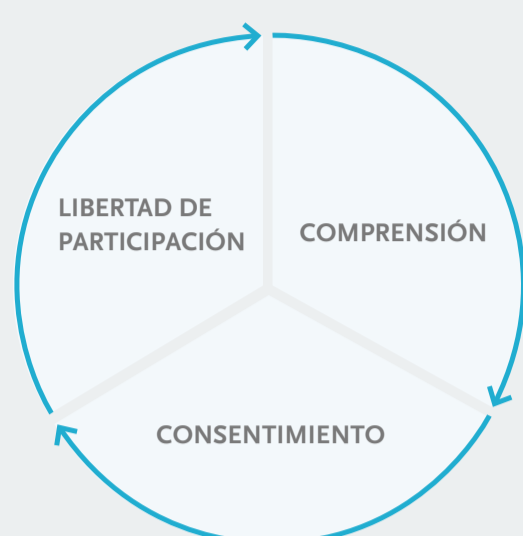 LIBERTAD DE
PARTICIPACIÓN
COMPRENSIÓN
CONSENTIMIENTO